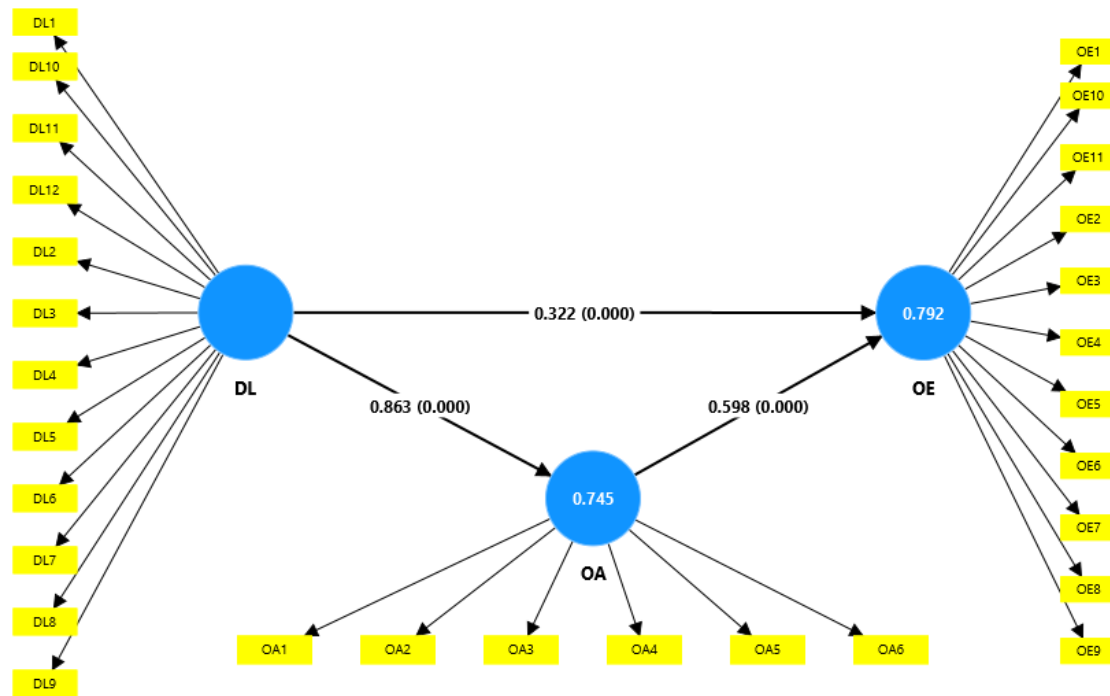 DL1
DL10
DL11
DL12
DL2
DL3
DL4
DL5
DL6
DL7
DL8
DL9
DL
0.322 (0.000)
0.863 (0.000)
0.598 (0.000)
0.745
OA
OA1
OA2
OA3
OA4
OA5
OA6
0.792
OE
OE1
OE10
OE11
OE2
OE3
OE4
OE5
OE6
OE7
OE8
OE9